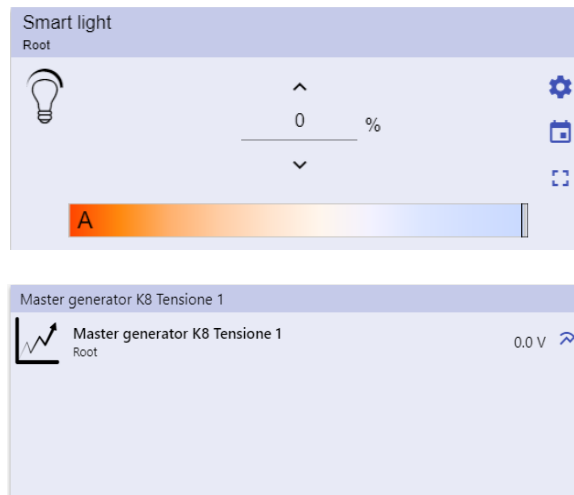 Smart light
Root
0 %
A
Master generator K8 Tensione 1
Master generator K8 Tensione 1
0.0 V
Root